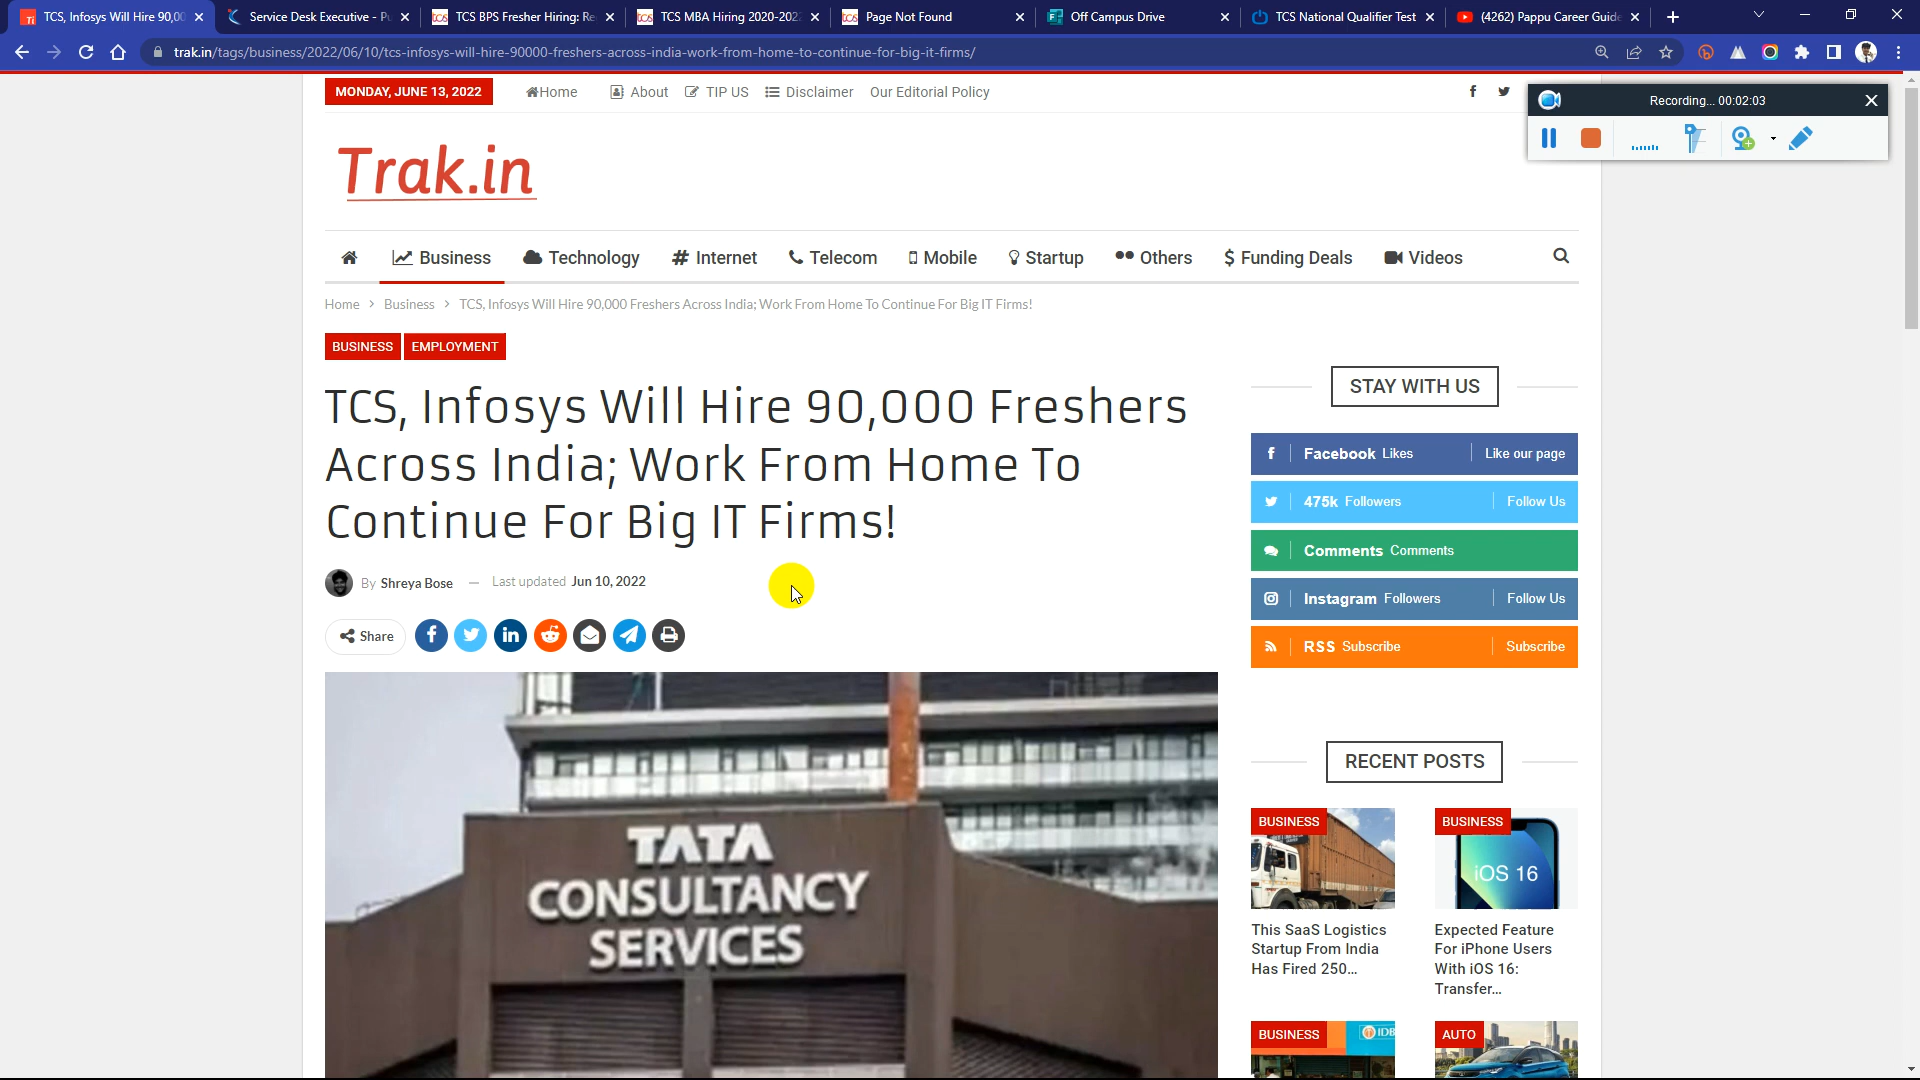 TCS, Infosys Will Hire 90,00
Service Desk Executive - Pu
TCS BPS Fresher Hiring: Re
TCS MBA Hiring 2020-202
Page Not Found
Off Campus Drive
TCS National Qualifier Test
(4262) Pappu Career Guide
trak.in/tags/business/2022/06/10/tcs-infosys-will-hire-90000-freshers-across-india-work-from-home-to-continue-for-big-it-firms/
MONDAY, JUNE 13, 2022
Home
About
TIP US
Disclaimer
Our Editorial Policy
Recording... 00:02:03
Trak.in
Business
Technology
Internet
Telecom
Mobile
Startup
Others
Funding Deals
Videos
Home > Business > TCS, Infosys Will Hire 90,000 Freshers Across India; Work From Home To Continue For Big IT Firms!
BUSINESS EMPLOYMENT
TCS, Infosys Will Hire 90,000 Freshers
Across India; Work From Home To
Continue For Big IT Firms!
By Shreya Bose — Last updated Jun 10, 2022
Share
TATA
CONSULTANCY
SERVICES
STAY WITH US
Facebook Likes Like our page
475k Followers Follow Us
Comments Comments
Instagram Followers Follow Us
RSS Subscribe Subscribe
RECENT POSTS
BUSINESS
This SaaS Logistics
Startup From India
Has Fired 250...
BUSINESS
iOS 16
Expected Feature
For iPhone Users
With iOS 16:
Transfer...
BUSINESS
IDB
AUTO